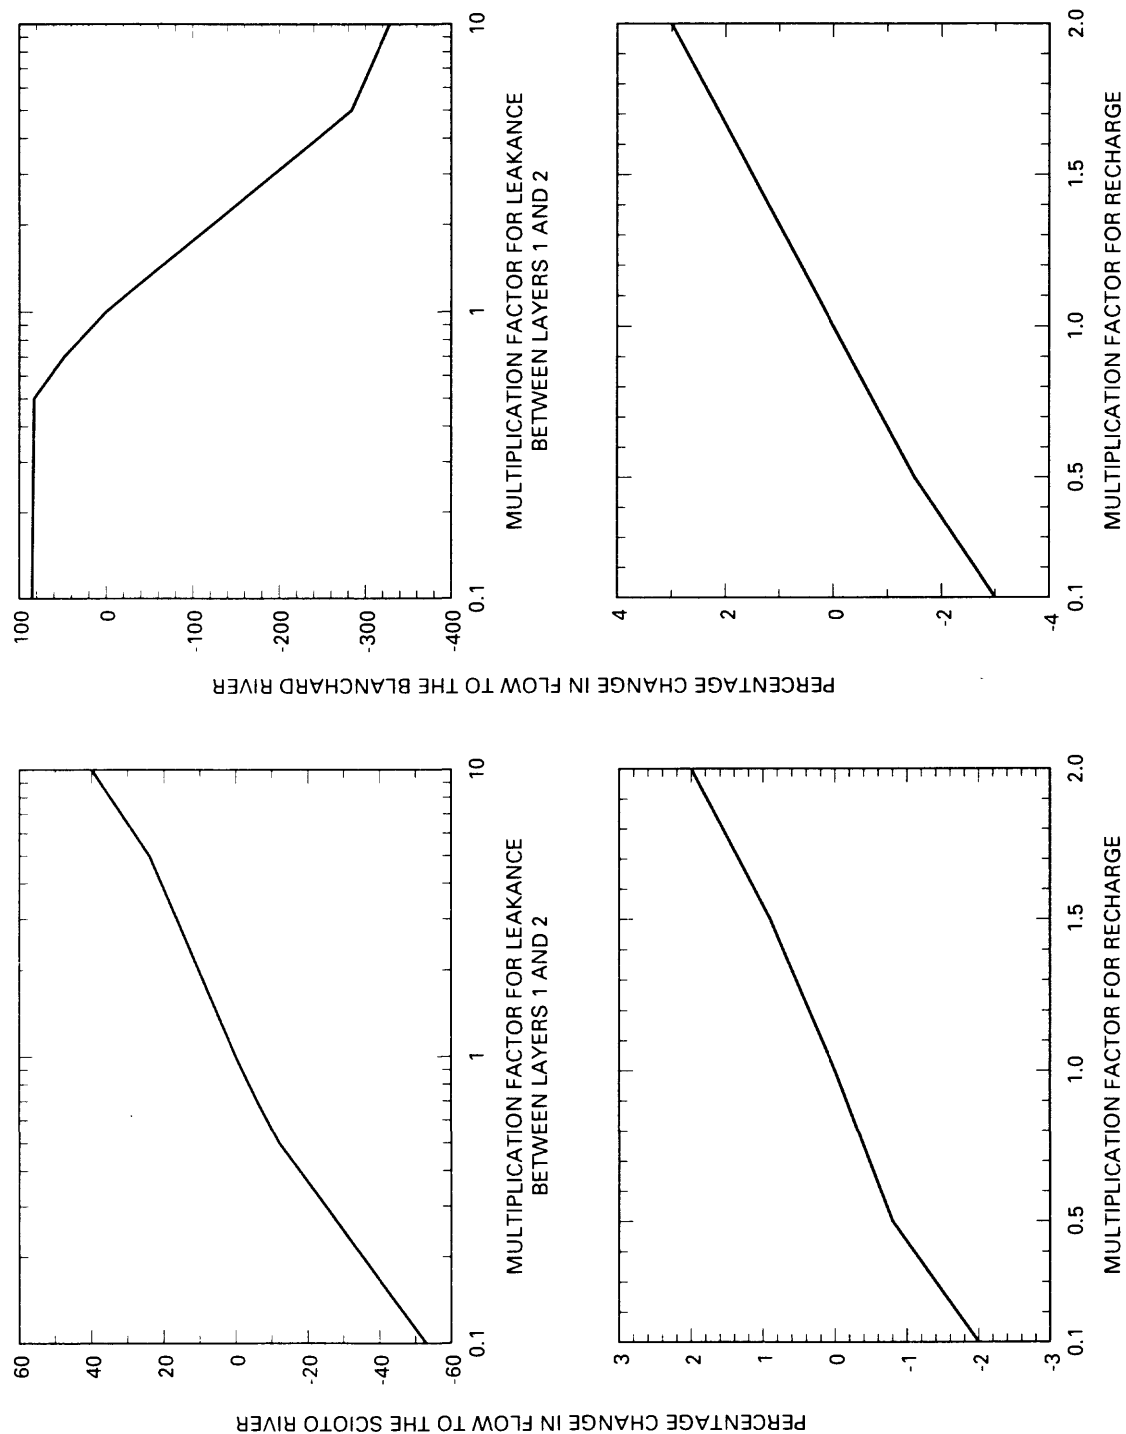 PERCENTAGE CHANGE IN FLOW TO THE SCIOTO RIVER
60
40
20
0
-20
-40
-60
0.1 1 10
MULTIPLICATION FACTOR FOR LEAKANCE
BETWEEN LAYERS 1 AND 2
PERCENTAGE CHANGE IN FLOW TO THE BLANCHARD RIVER
100
0
-100
-200
-300
-400
0.1 1 10
MULTIPLICATION FACTOR FOR LEAKANCE
BETWEEN LAYERS 1 AND 2
3
2
1
0
-1
-2
-3
0.1 0.5 1.0 1.5 2.0
MULTIPLICATION FACTOR FOR RECHARGE
4
2
0
-2
-4
0.1 0.5 1.0 1.5 2.0
MULTIPLICATION FACTOR FOR RECHARGE